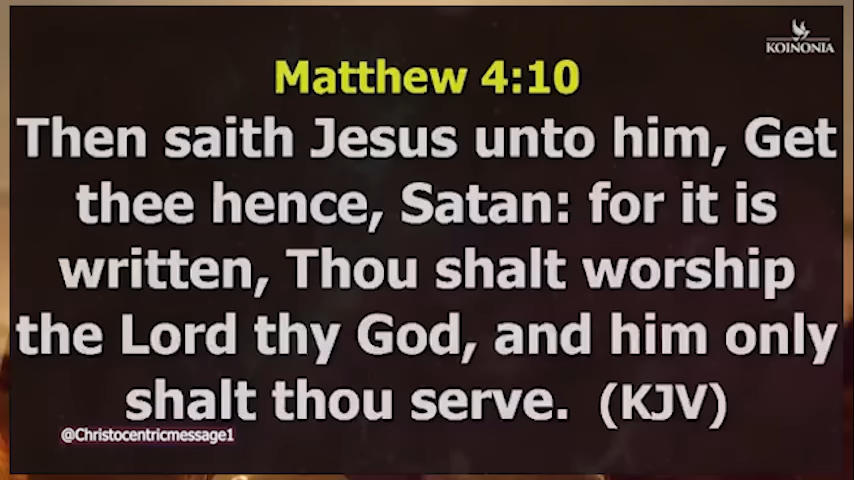 KOINONIA
Matthew 4:10
Then saith Jesus unto him, Get
thee hence, Satan: for it is
written, Thou shalt worship
the Lord thy God, and him only
shalt thou serve. (KJV)
@Christocentricmessage1